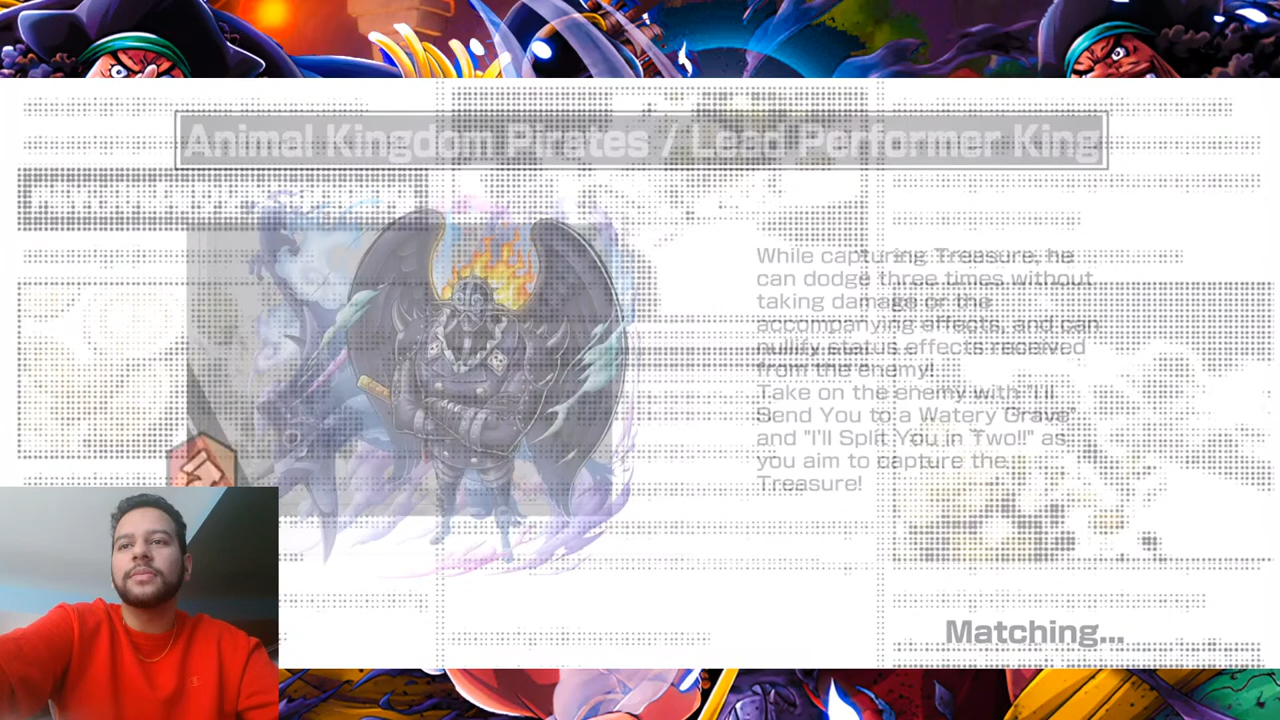 Animal Kingdom Pirates / Lead Performer King
While capturing Treasure, he
can dodge three times without
taking damage or the
accompanying effects, and can
nullify status effects received
from the enemy!
Take on the enemy with "I'll
Send You to a Watery Grave"
and "I'll Split You in Two!!" as
you aim to capture the
Treasure!
Matching...